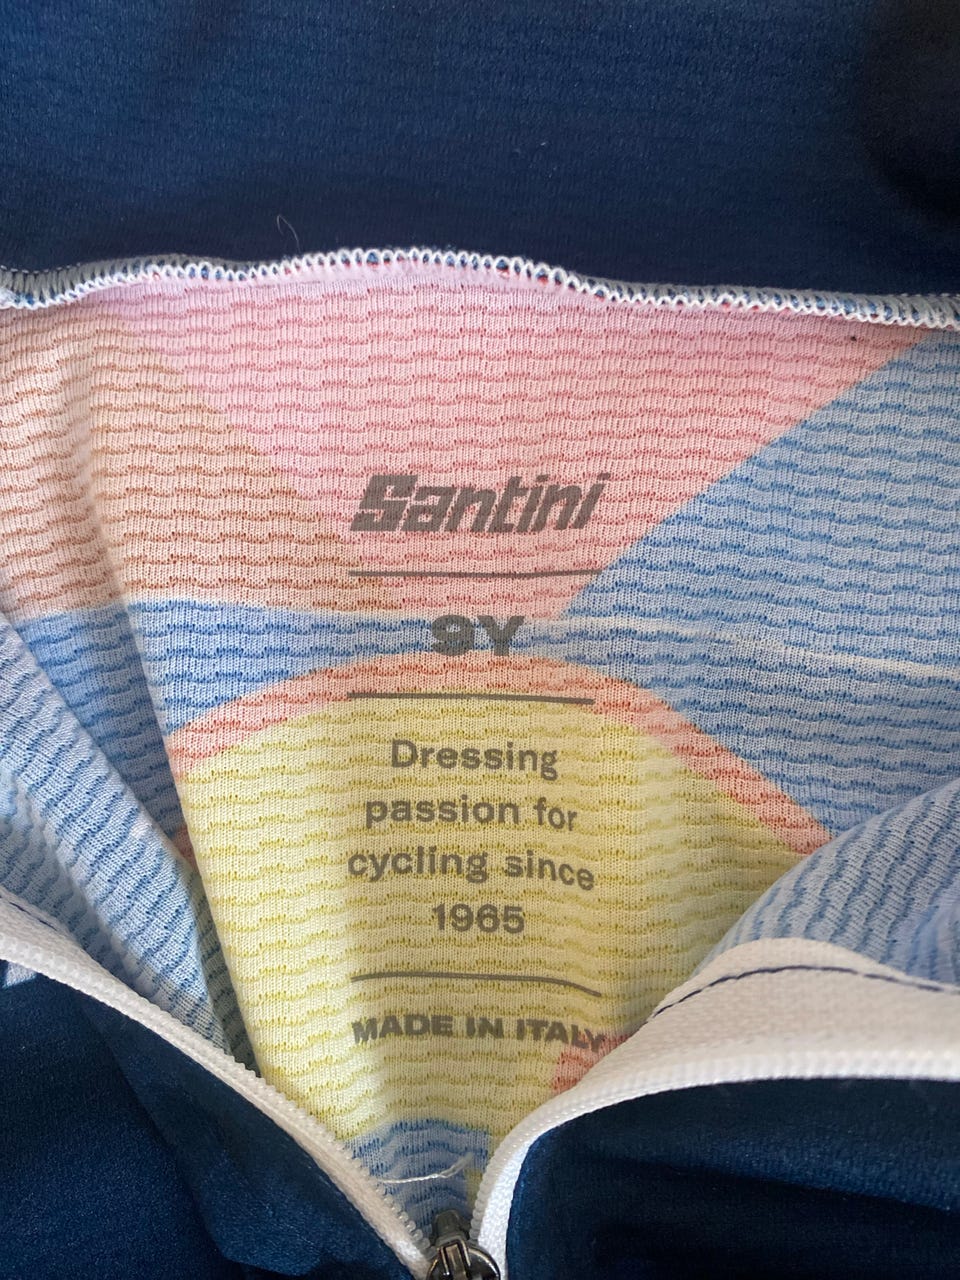 Santini
9Y
Dressing
passion for
cycling since
1965
MADE IN ITALY